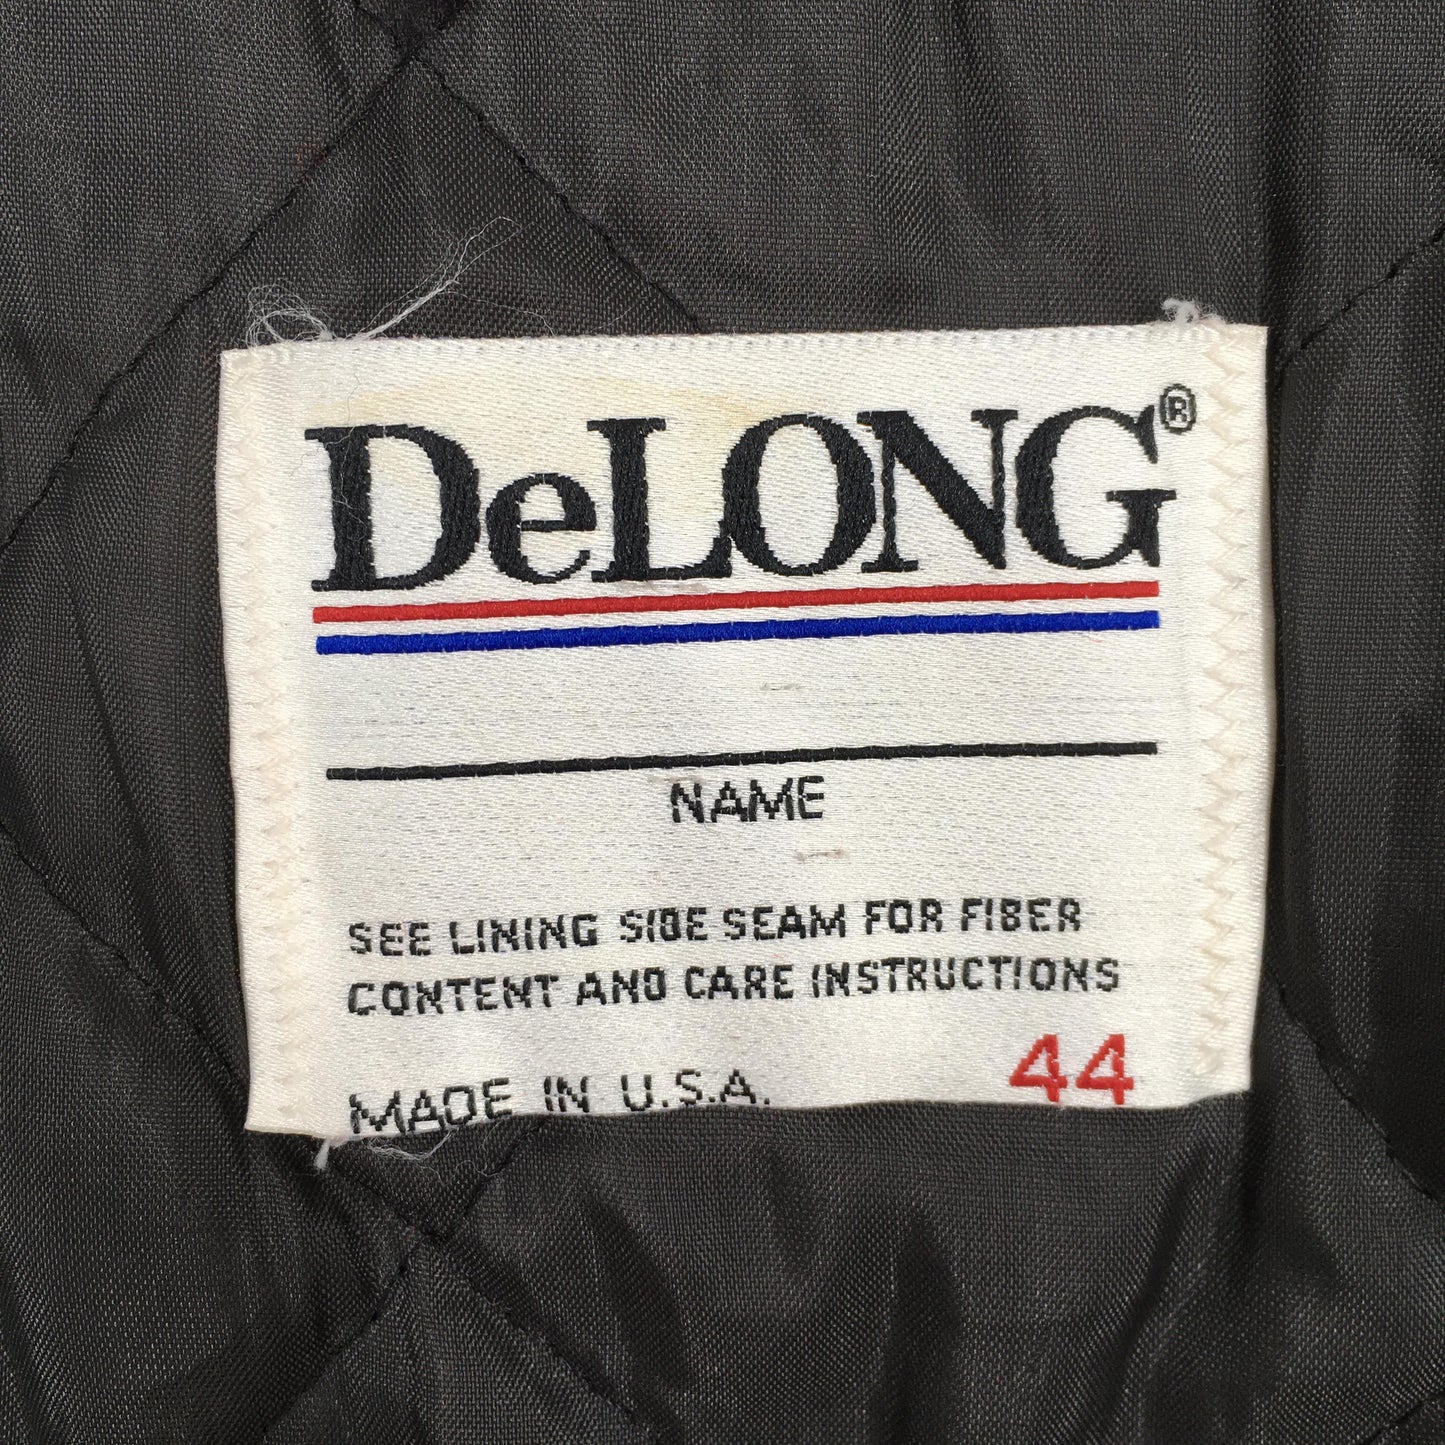 DeLONG®
NAME
SEE LINING SIDE SEAM FOR FIBER
CONTENT AND CARE INSTRUCTIONS
MADE IN U.S.A. 44